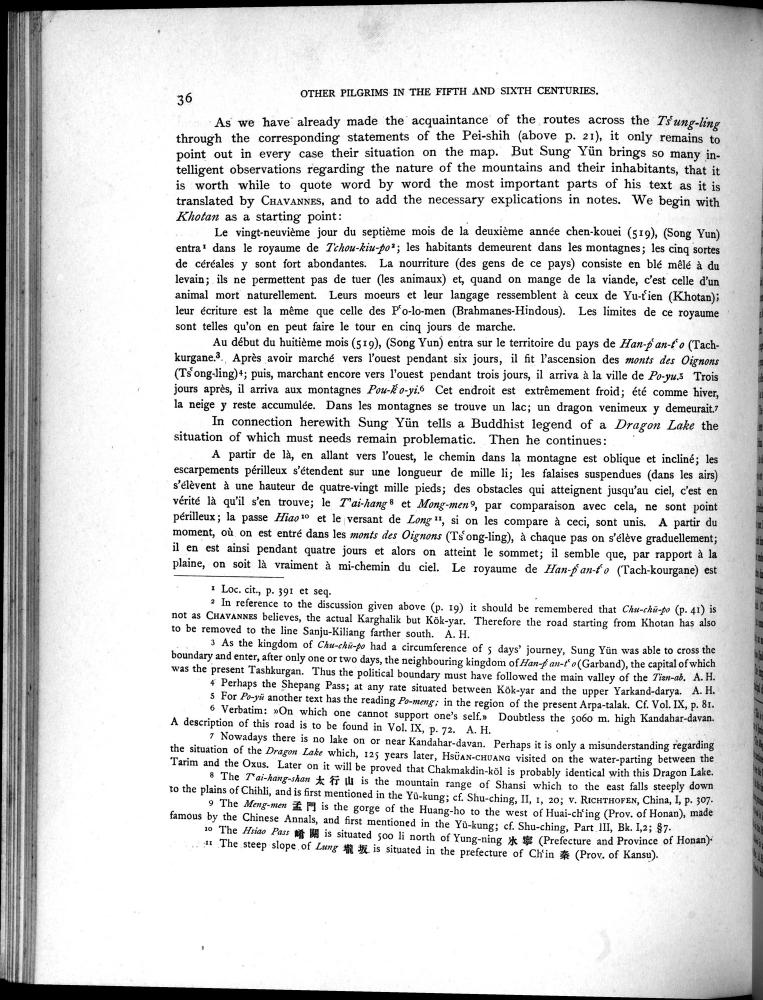 36
OTHER PILGRIMS IN THE FIFTH AND SIXTH CENTURIES.
As we have already made the acquaintance of the routes across the Tś‘ung-ling
through the corresponding statements of the Pei-shih (above p. 21), it only remains to
point out in every case their situation on the map. But Sung Yün brings so many in-
telligent observations regarding the nature of the mountains and their inhabitants, that it
is worth while to quote word by word the most important parts of his text as it is
translated by CHAVANNES, and to add the necessary explications in notes. We begin with
Khotan as a starting point:
Le vingt-neuvième jour du septième mois de la deuxième année chen-kouei (519), (Song Yun)
entra¹ dans le royaume de Tchou-kiu-po²; les habitants demeurent dans les montagnes; les cinq sortes
de céréales y sont fort abondantes. La nourriture (des gens de ce pays) consiste en blé mêlé à du
levain; ils ne permettent pas de tuer (les animaux) et, quand on mange de la viande, c'est celle d'un
animal mort naturellement. Leurs moeurs et leur langage ressemblent à ceux de Yu-t‘ien (Khotan);
leur écriture est la même que celle des P‘o-lo-men (Brahmanes-Hindous). Les limites de ce royaume
sont telles qu'on en peut faire le tour en cinq jours de marche.
Au début du huitième mois (519), (Song Yun) entra sur le territoire du pays de Han-p‘an-t‘o (Tach-
kurgane.³ Après avoir marché vers l'ouest pendant six jours, il fit l'ascension des monts des Oignons
(Tś‘ong-ling)⁴; puis, marchant encore vers l'ouest pendant trois jours, il arriva à la ville de Po-yu.⁵ Trois
jours après, il arriva aux montagnes Pou-k‘o-yi.⁶ Cet endroit est extrêmement froid; été comme hiver,
la neige y reste accumulée. Dans les montagnes se trouve un lac; un dragon venimeux y demeurait.⁷
In connection herewith Sung Yün tells a Buddhist legend of a Dragon Lake the
situation of which must needs remain problematic. Then he continues:
A partir de là, en allant vers l'ouest, le chemin dans la montagne est oblique et incliné; les
escarpements périlleux s'étendent sur une longueur de mille li; les falaises suspendues (dans les airs)
s'élèvent à une hauteur de quatre-vingt mille pieds; des obstacles qui atteignent jusqu'au ciel, c'est en
vérité là qu'il s'en trouve; le T‘ai-hang⁸ et Mong-men⁹, par comparaison avec cela, ne sont point
périlleux; la passe Hiao¹⁰ et le versant de Long¹¹, si on les compare à ceci, sont unis. A partir du
moment, où on est entré dans les monts des Oignons (Tś‘ong-ling), à chaque pas on s'élève graduellement;
il en est ainsi pendant quatre jours et alors on atteint le sommet; il semble que, par rapport à la
plaine, on soit là vraiment à mi-chemin du ciel. Le royaume de Han-p‘an-t‘o (Tach-kourgane) est
¹ Loc. cit., p. 391 et seq.
² In reference to the discussion given above (p. 19) it should be remembered that Chu-chü-po (p. 41) is
not as CHAVANNES believes, the actual Karghalik but Kök-yar. Therefore the road starting from Khotan has also
to be removed to the line Sanju-Kiliang farther south. A. H.
³ As the kingdom of Chu-chü-po had a circumference of 5 days' journey, Sung Yün was able to cross the
boundary and enter, after only one or two days, the neighbouring kingdom of Han-p‘an-t‘o (Garband), the capital of which
was the present Tashkurgan. Thus the political boundary must have followed the main valley of the Tian-ab. A. H.
⁴ Perhaps the Shepang Pass; at any rate situated between Kök-yar and the upper Yarkand-darya. A. H.
⁵ For Po-yü another text has the reading Po-meng; in the region of the present Arpa-talak. Cf. Vol. IX, p. 81.
⁶ Verbatim: »On which one cannot support one's self.» Doubtless the 5060 m. high Kandahar-davan.
A description of this road is to be found in Vol. IX, p. 72. A. H.
⁷ Nowadays there is no lake on or near Kandahar-davan. Perhaps it is only a misunderstanding regarding
the situation of the Dragon Lake which, 125 years later, HSÜAN-CHUANG visited on the water-parting between the
Tarim and the Oxus. Later on it will be proved that Chakmakdin-köl is probably identical with this Dragon Lake.
⁸ The T‘ai-hang-shan 太行山 is the mountain range of Shansi which to the east falls steeply down
to the plains of Chihli, and is first mentioned in the Yü-kung; cf. Shu-ching, II, 1, 20; v. RICHTHOFEN, China, I, p. 307.
⁹ The Meng-men 孟門 is the gorge of the Huang-ho to the west of Huai-ch‘ing (Prov. of Honan), made
famous by the Chinese Annals, and first mentioned in the Yü-kung; cf. Shu-ching, Part III, Bk. I,2; §7.
¹⁰ The Hsiao Pass 崤關 is situated 500 li north of Yung-ning 永寧 (Prefecture and Province of Honan).
¹¹ The steep slope of Lung 隴坂 is situated in the prefecture of Ch‘in 秦 (Prov. of Kansu).